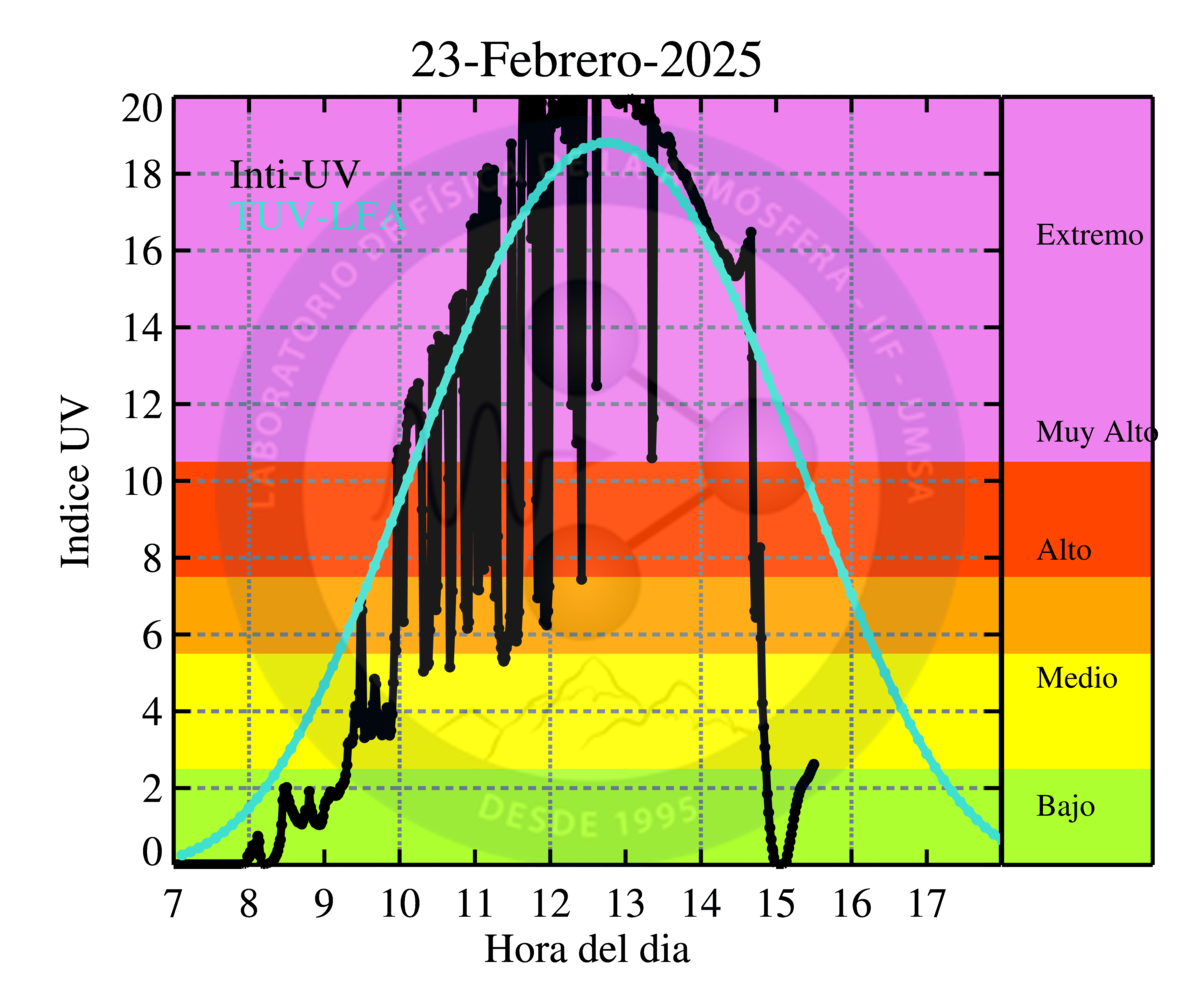 23-Febrero-2025
Indice UV
20
18
16
14
12
10
8
6
4
2
0
Inti-UV
TUV-LFA
LABORATORIO DE FÍSICA DE LA ATMÓSFERA - IIF - UMSA
DESDE 1995
Extremo
Muy Alto
Alto
Medio
Bajo
7 8 9 10 11 12 13 14 15 16 17
Hora del dia